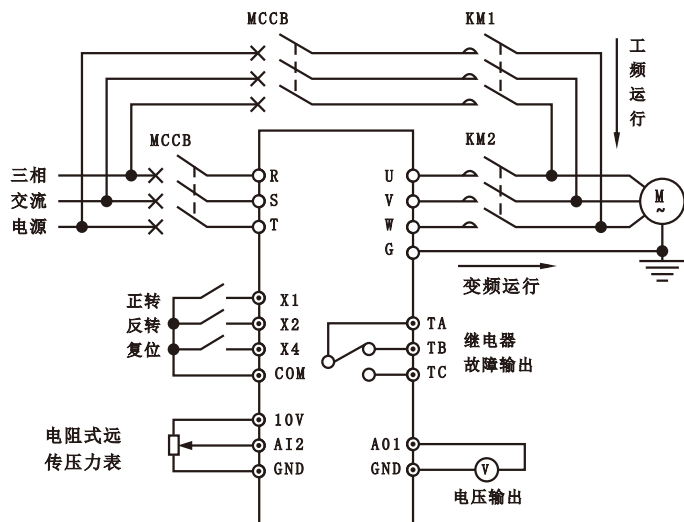 MCCB
KM1
工
频
运
行
MCCB
KM2
三相
交流
电源
R
S
T
U
V
W
G
M
~
变频运行
正转
反转
复位
X1
X2
X4
COM
TA
TB
TC
继电器
故障输出
电阻式远
传压力表
10V
AI2
GND
AO1
GND
V
电压输出